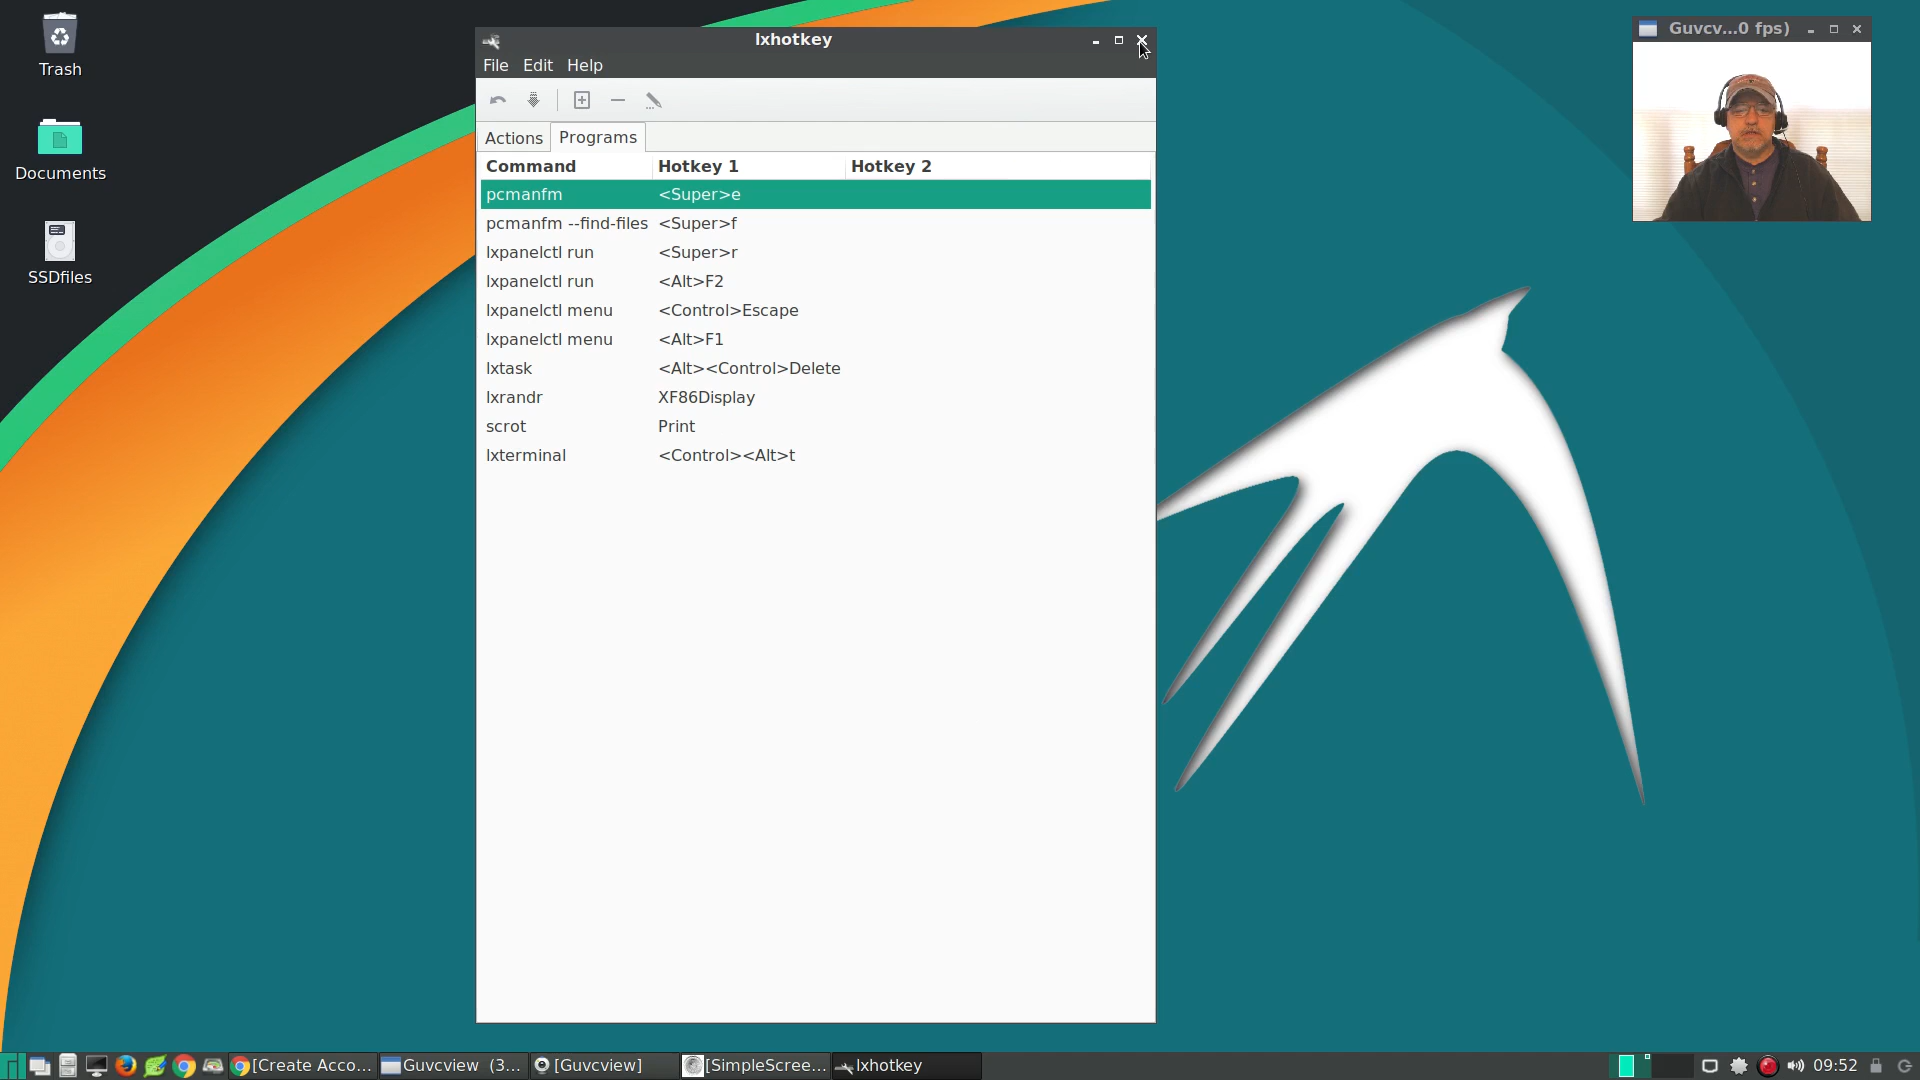 Trash
Documents
SSDfiles
lxhotkey
File Edit Help
Actions Programs
Command Hotkey 1 Hotkey 2
pcmanfm <Super>e
pcmanfm --find-files <Super>f
lxpanelctl run <Super>r
lxpanelctl run <Alt>F2
lxpanelctl menu <Control>Escape
lxpanelctl menu <Alt>F1
lxtask <Alt><Control>Delete
lxrandr XF86Display
scrot Print
lxterminal <Control><Alt>t
Guvcv...0 fps)
[Create Acco... Guvcview (3... [Guvcview] [SimpleScree... lxhotkey 09:52